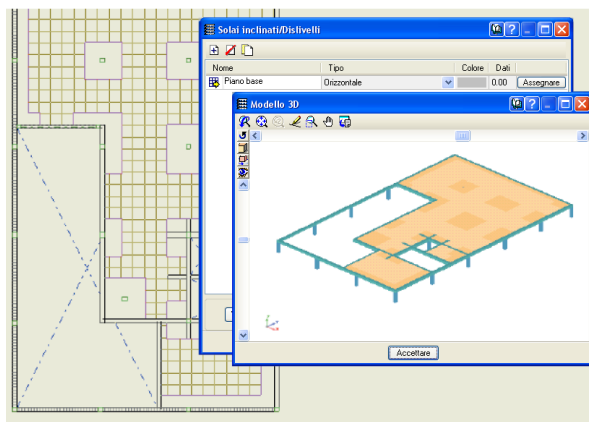 Solai inclinati/Dislivelli
Nome Tipo Colore Dati
Piano base Orizzontale 0.00 Assegnare
Modello 3D
Accettare